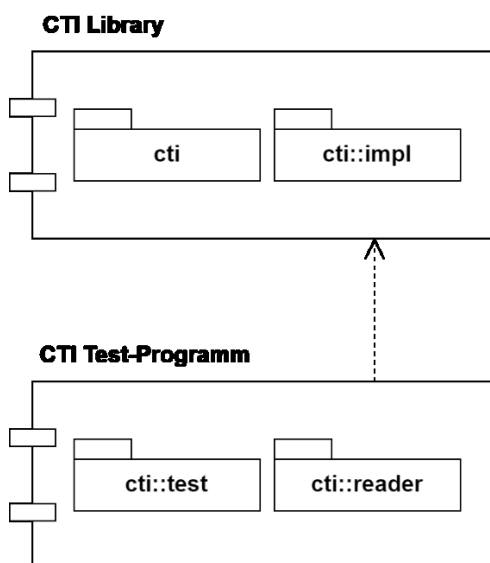 CTI Library
cti
cti::impl
CTI Test-Programm
cti::test
cti::reader